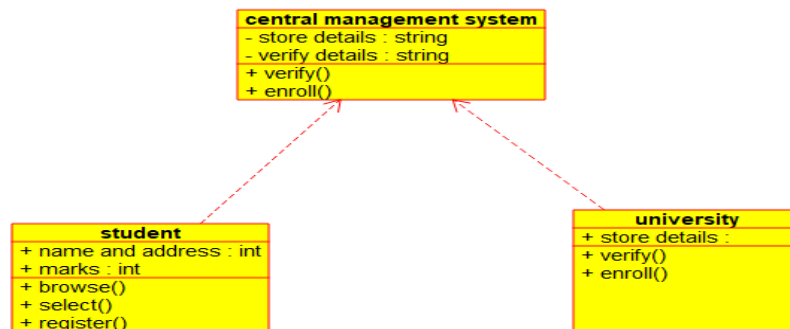 central management system
- store details : string
- verify details : string
+ verify()
+ enroll()
student
+ name and address : int
+ marks : int
+ browse()
+ select()
+ register()
university
+ store details :
+ verify()
+ enroll()